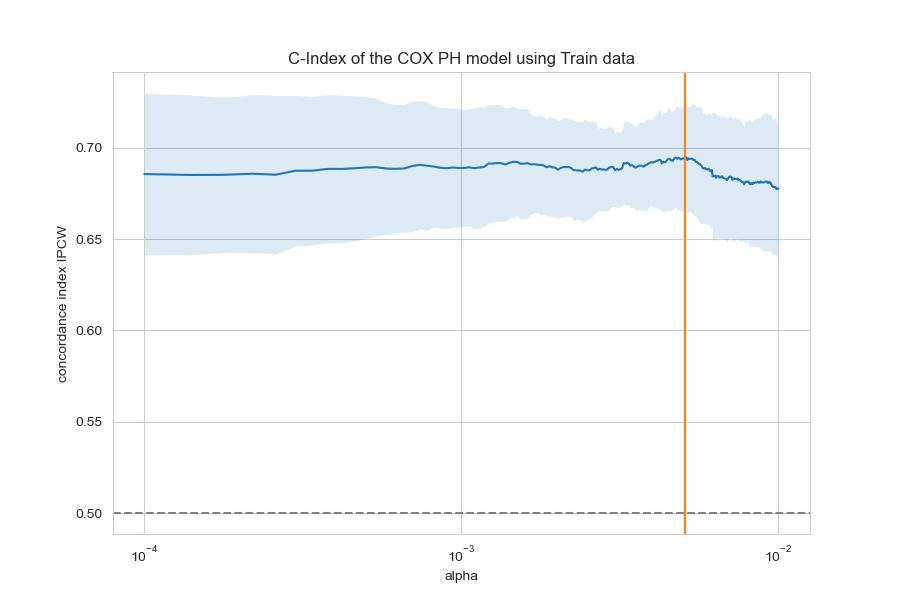 C-Index of the COX PH model using Train data
concordance index IPCW
0.70
0.65
0.60
0.55
0.50
10⁻⁴
10⁻³
10⁻²
alpha